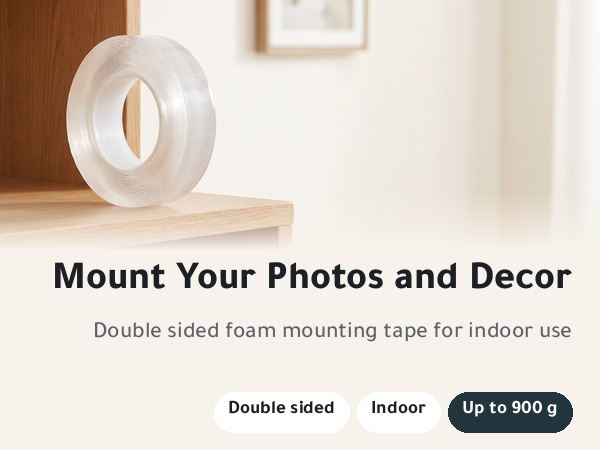 Mount Your Photos and Decor
Double sided foam mounting tape for indoor use
Double sided
Indoor
Up to 900 g